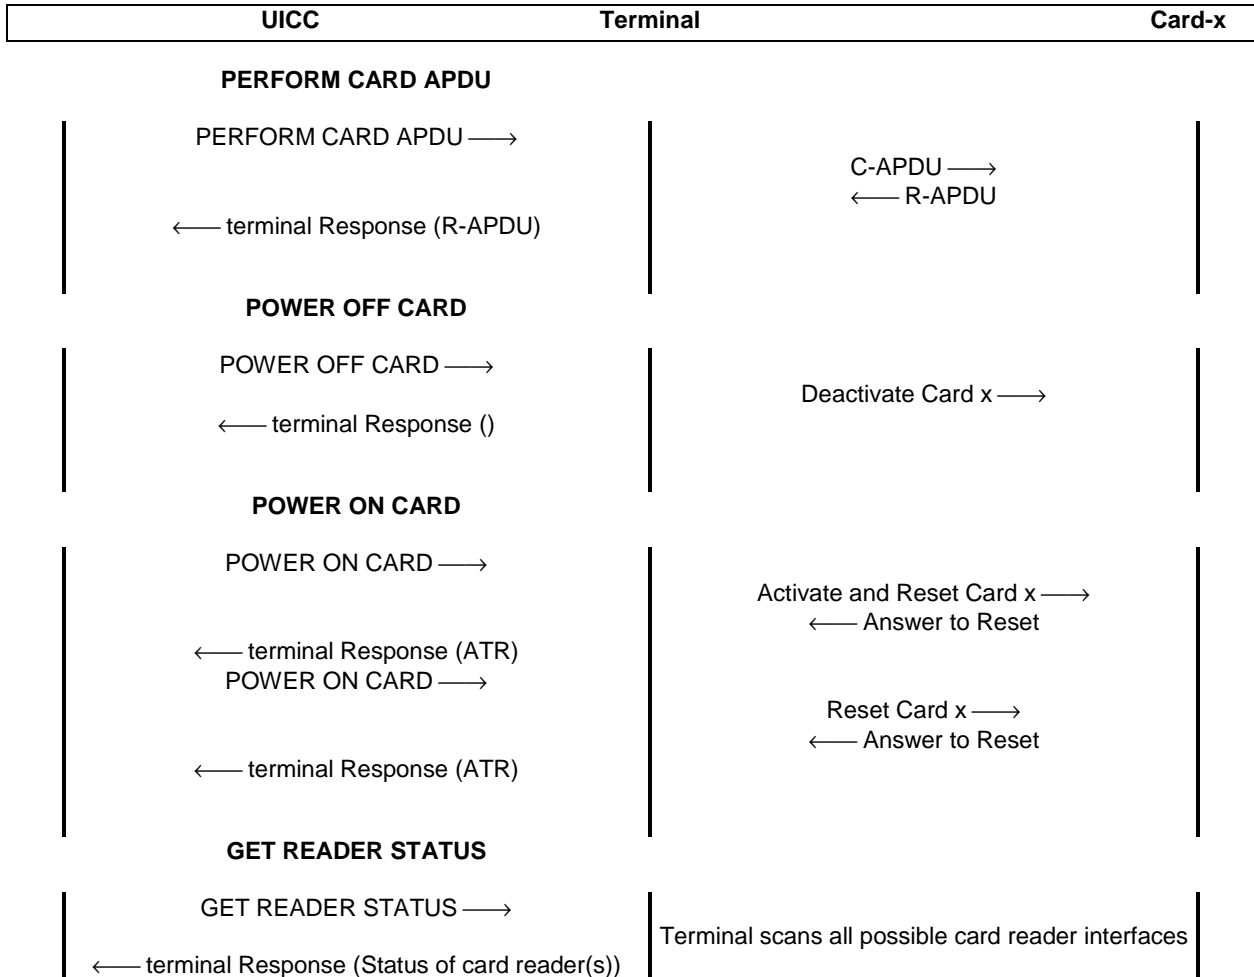 UICC Terminal Card-x
PERFORM CARD APDU
PERFORM CARD APDU ⟶
C-APDU ⟶
⟵ R-APDU
⟵ terminal Response (R-APDU)
POWER OFF CARD
POWER OFF CARD ⟶
Deactivate Card x ⟶
⟵ terminal Response ()
POWER ON CARD
POWER ON CARD ⟶
Activate and Reset Card x ⟶
⟵ Answer to Reset
⟵ terminal Response (ATR)
POWER ON CARD ⟶
Reset Card x ⟶
⟵ Answer to Reset
⟵ terminal Response (ATR)
GET READER STATUS
GET READER STATUS ⟶
Terminal scans all possible card reader interfaces
⟵ terminal Response (Status of card reader(s))